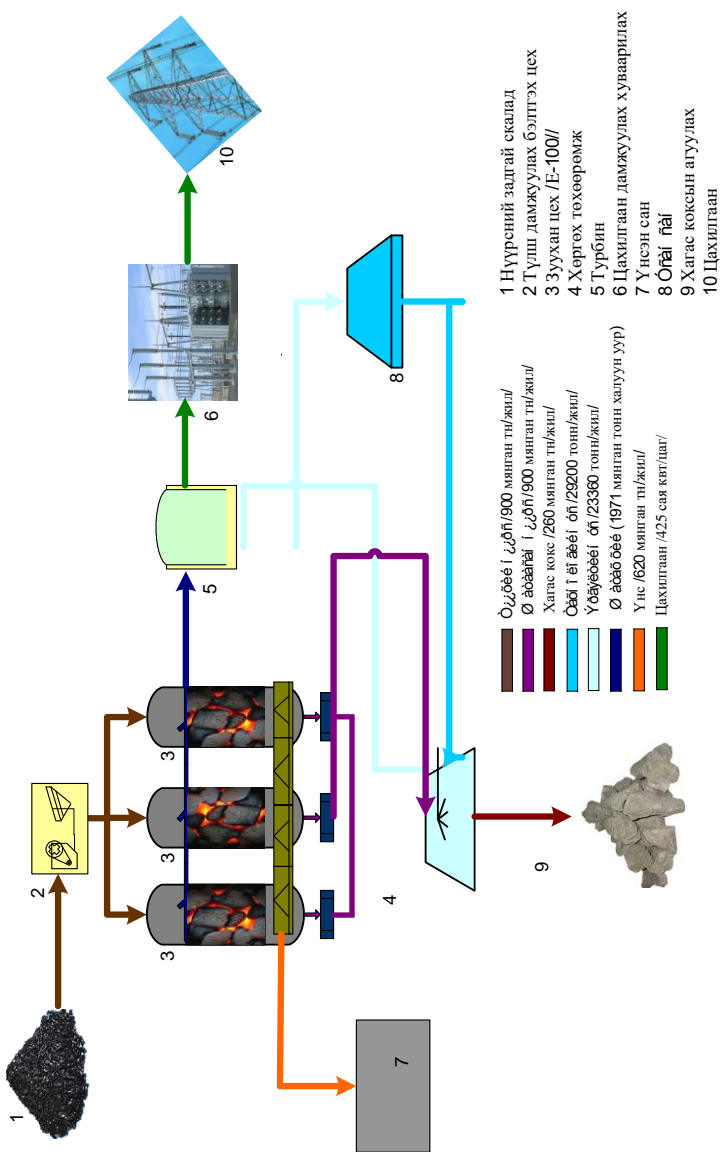 1
2
3
3
3
4
5
6
7
8
9
10
/900 мянган тн/жил/
/900 мянган тн/жил/
Хагас кокс /260 мянган тн/жил/
/29200 тонн/жил/
/23360 тонн/жил/
(1971 мянган тонн халуун уур)
Үнс /620 мянган тн/жил/
Цахилгаан /425 сая квт/цаг/
1 Нүүрсний задгай скалад
2 Түлш дамжуулах бэлтгэх цех
3 Зуухан цех /Е-100//
4 Хөргөх төхөөрөмж
5 Турбин
6 Цахилгаан дамжуулах хуваарилах
7 Үнсэн сан
8 Óñàí ñàí
9 Хагас коксын агуулах
10 Цахилгаан